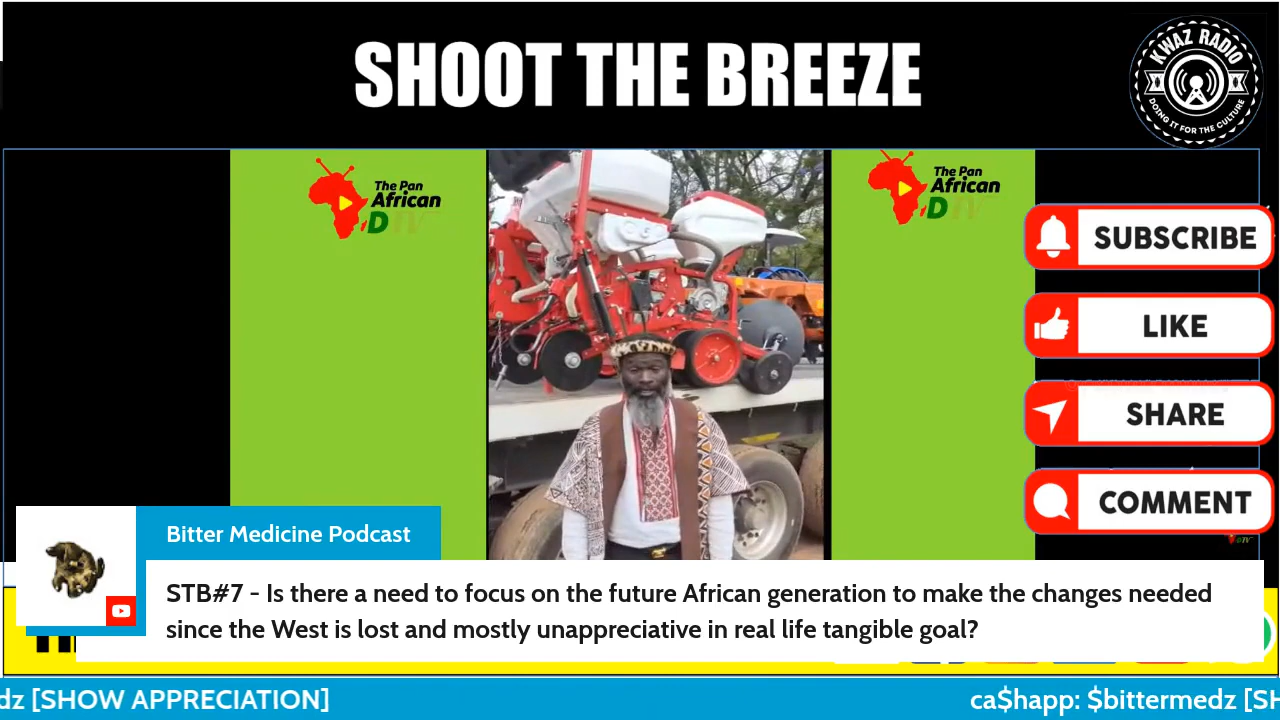 SHOOT THE BREEZE
KWAZ RADIO
DOING IT FOR THE CULTURE
The Pan
African
D TV
The Pan
African
D TV
SUBSCRIBE
LIKE
SHARE
COMMENT
Bitter Medicine Podcast
STB#7 - Is there a need to focus on the future African generation to make the changes needed
since the West is lost and mostly unappreciative in real life tangible goal?
dz [SHOW APPRECIATION]
ca$happ: $bittermedz [SH